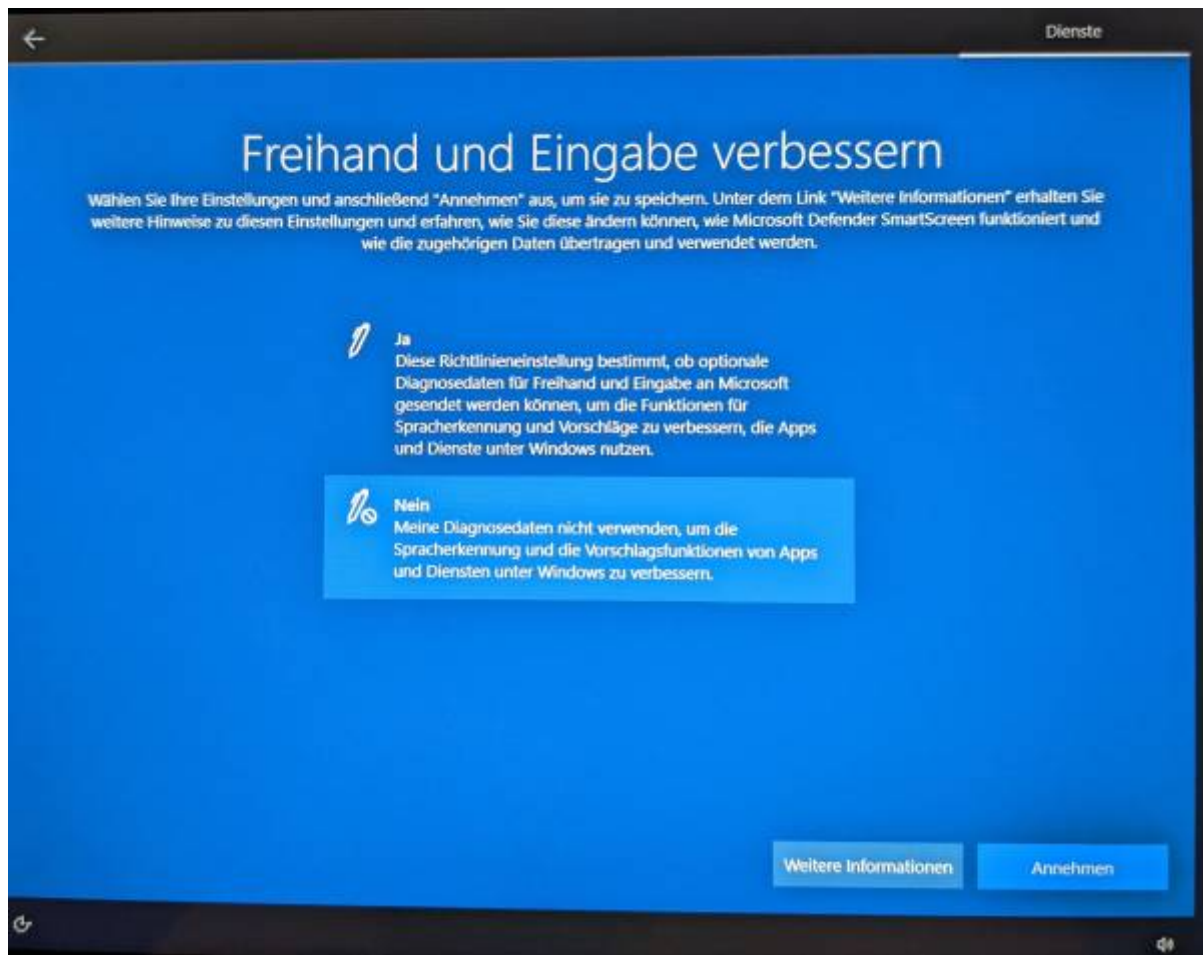 Dienste
Freihand und Eingabe verbessern
Wählen Sie Ihre Einstellungen und anschließend "Annehmen" aus, um sie zu speichern. Unter dem Link "Weitere Informationen" erhalten Sie
weitere Hinweise zu diesen Einstellungen und erfahren, wie Sie diese ändern können, wie Microsoft Defender SmartScreen funktioniert und
wie die zugehörigen Daten übertragen und verwendet werden.
Ja
Diese Richtlinieneinstellung bestimmt, ob optionale
Diagnosedaten für Freihand und Eingabe an Microsoft
gesendet werden können, um die Funktionen für
Spracherkennung und Vorschläge zu verbessern, die Apps
und Dienste unter Windows nutzen.
Nein
Meine Diagnosedaten nicht verwenden, um die
Spracherkennung und die Vorschlagsfunktionen von Apps
und Diensten unter Windows zu verbessern.
Weitere Informationen
Annehmen